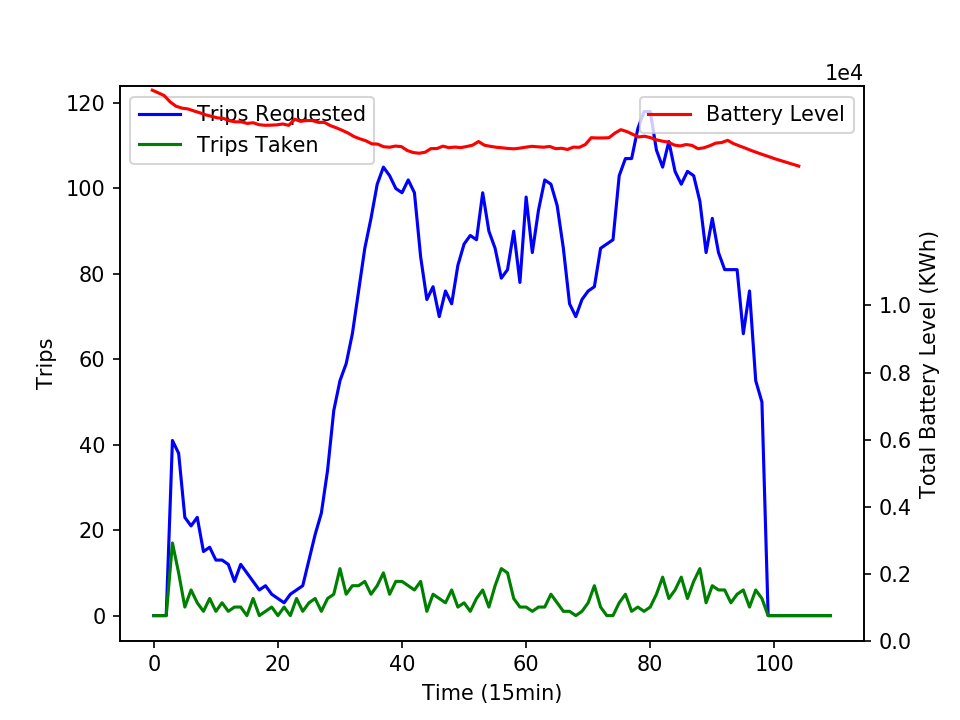 1e4
120
100
80
60
40
20
0
Trips
Trips Requested
Trips Taken
Battery Level
1.0
0.8
0.6
0.4
0.2
0.0
Total Battery Level (KWh)
0 20 40 60 80 100
Time (15min)